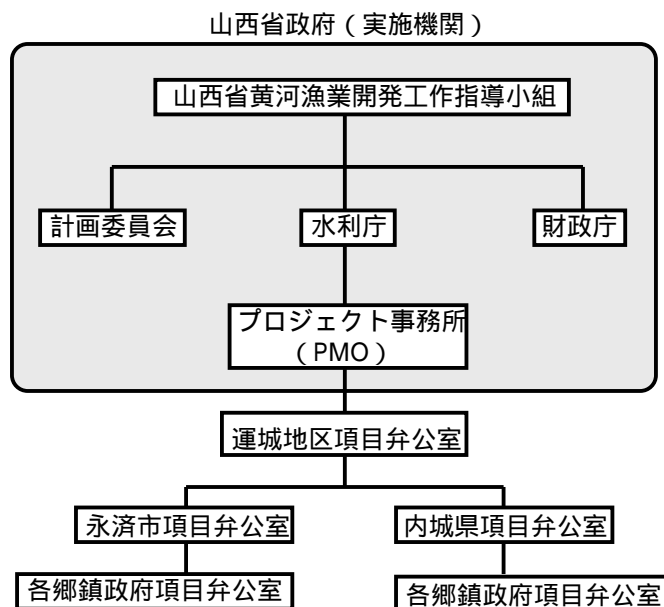 山西省政府（実施機関）
山西省黄河漁業開発工作指導小組
計画委員会
水利庁
財政庁
プロジェクト事務所
（PMO）
運城地区項目弁公室
永済市項目弁公室
内城県項目弁公室
各郷鎮政府項目弁公室
各郷鎮政府項目弁公室